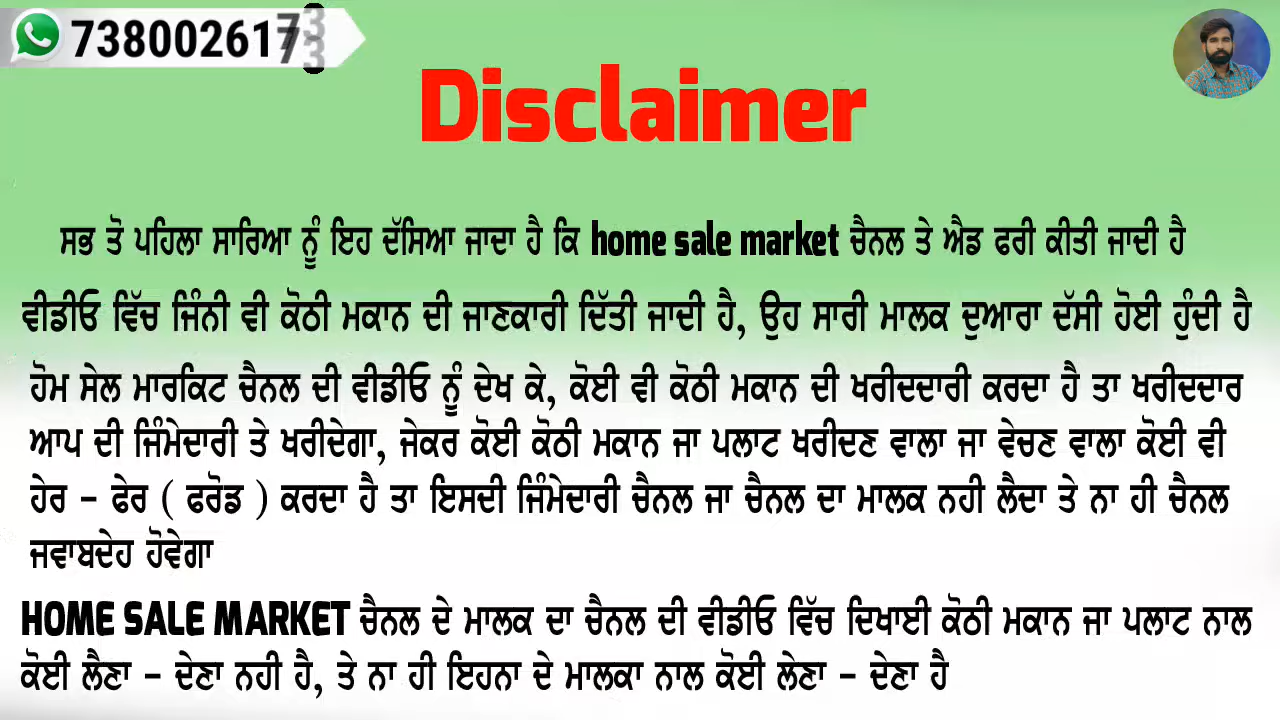 738002617
Disclaimer
ਸਭ ਤੋ ਪਹਿਲਾ ਸਾਰਿਆ ਨੂੰ ਇਹ ਦੱਸਿਆ ਜਾਦਾ ਹੈ ਕਿ home sale market ਚੈਨਲ ਤੇ ਐਡ ਫਰੀ ਕੀਤੀ ਜਾਦੀ ਹੈ
ਵੀਡੀਓ ਵਿੱਚ ਜਿੰਨੀ ਵੀ ਕੋਠੀ ਮਕਾਨ ਦੀ ਜਾਣਕਾਰੀ ਦਿੱਤੀ ਜਾਦੀ ਹੈ, ਉਹ ਸਾਰੀ ਮਾਲਕ ਦੁਆਰਾ ਦੱਸੀ ਹੋਈ ਹੁੰਦੀ ਹੈ
ਹੋਮ ਸੇਲ ਮਾਰਕਿਟ ਚੈਨਲ ਦੀ ਵੀਡੀਓ ਨੂੰ ਦੇਖ ਕੇ, ਕੋਈ ਵੀ ਕੋਠੀ ਮਕਾਨ ਦੀ ਖਰੀਦਦਾਰੀ ਕਰਦਾ ਹੈ ਤਾ ਖਰੀਦਦਾਰ
ਆਪ ਦੀ ਜਿੰਮੇਦਾਰੀ ਤੇ ਖਰੀਦੇਗਾ, ਜੇਕਰ ਕੋਈ ਕੋਠੀ ਮਕਾਨ ਜਾ ਪਲਾਟ ਖਰੀਦਣ ਵਾਲਾ ਜਾ ਵੇਚਣ ਵਾਲਾ ਕੋਈ ਵੀ
ਹੇਰ - ਫੇਰ ( ਫਰੋਡ ) ਕਰਦਾ ਹੈ ਤਾ ਇਸਦੀ ਜਿੰਮੇਦਾਰੀ ਚੈਨਲ ਜਾ ਚੈਨਲ ਦਾ ਮਾਲਕ ਨਹੀ ਲੈਦਾ ਤੇ ਨਾ ਹੀ ਚੈਨਲ
ਜਵਾਬਦੇਹ ਹੋਵੇਗਾ
HOME SALE MARKET ਚੈਨਲ ਦੇ ਮਾਲਕ ਦਾ ਚੈਨਲ ਦੀ ਵੀਡੀਓ ਵਿੱਚ ਦਿਖਾਈ ਕੋਠੀ ਮਕਾਨ ਜਾ ਪਲਾਟ ਨਾਲ
ਕੋਈ ਲੈਣਾ - ਦੇਣਾ ਨਹੀ ਹੈ, ਤੇ ਨਾ ਹੀ ਇਹਨਾ ਦੇ ਮਾਲਕਾ ਨਾਲ ਕੋਈ ਲੇਣਾ - ਦੇਣਾ ਹੈ